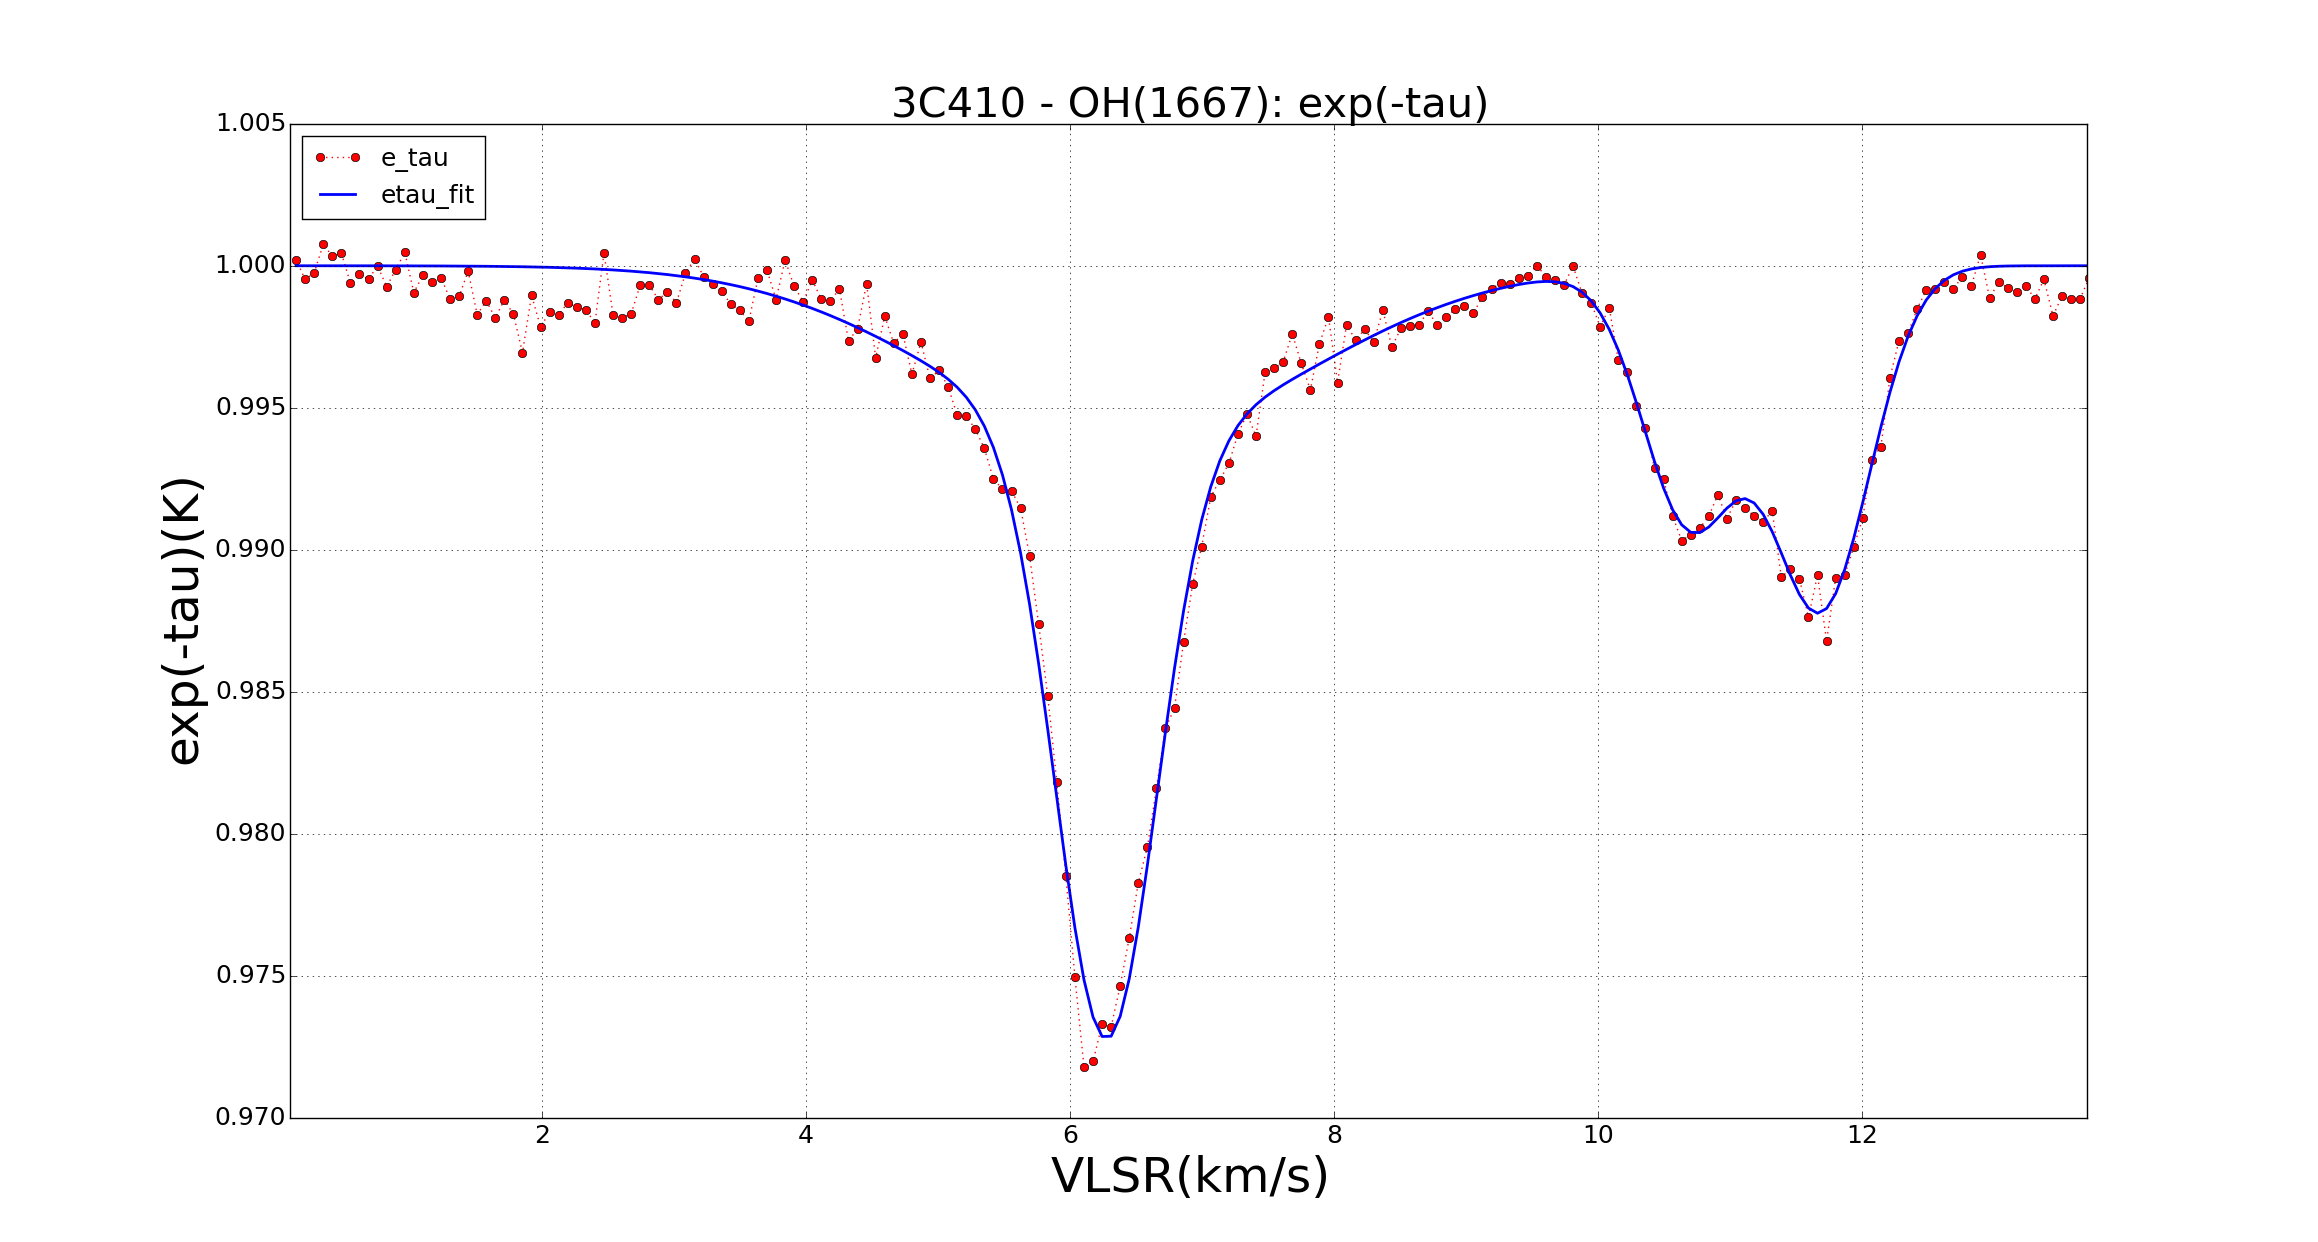 3C410 - OH(1667): exp(-tau)
e_tau
etau_fit
exp(-tau)(K)
1.005
1.000
0.995
0.990
0.985
0.980
0.975
0.970
2 4 6 8 10 12
VLSR(km/s)